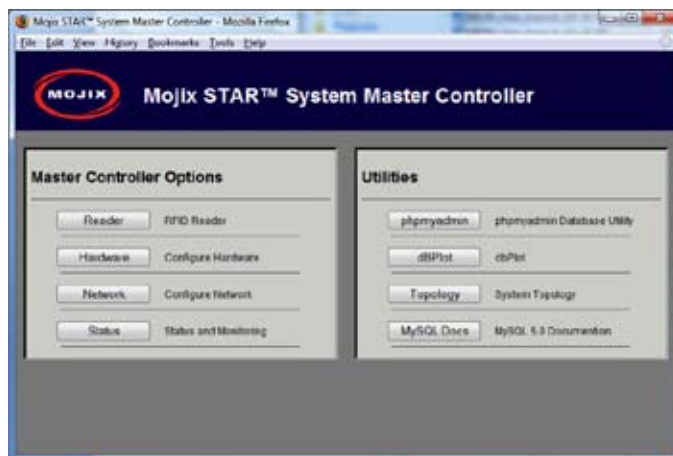 Mojix STAR™ System Master Controller - Mozilla Firefox
File Edit View History Bookmarks Tools Help
MOJIX
Mojix STAR™ System Master Controller
Master Controller Options
Reader RFID Reader
Hardware Configure Hardware
Network Configure Network
Status Status and Monitoring
Utilities
phpmyadmin phpmyadmin Database Utility
dBPlot dbPlot
Topology System Topology
MySQL Docs MySQL 5.0 Documention